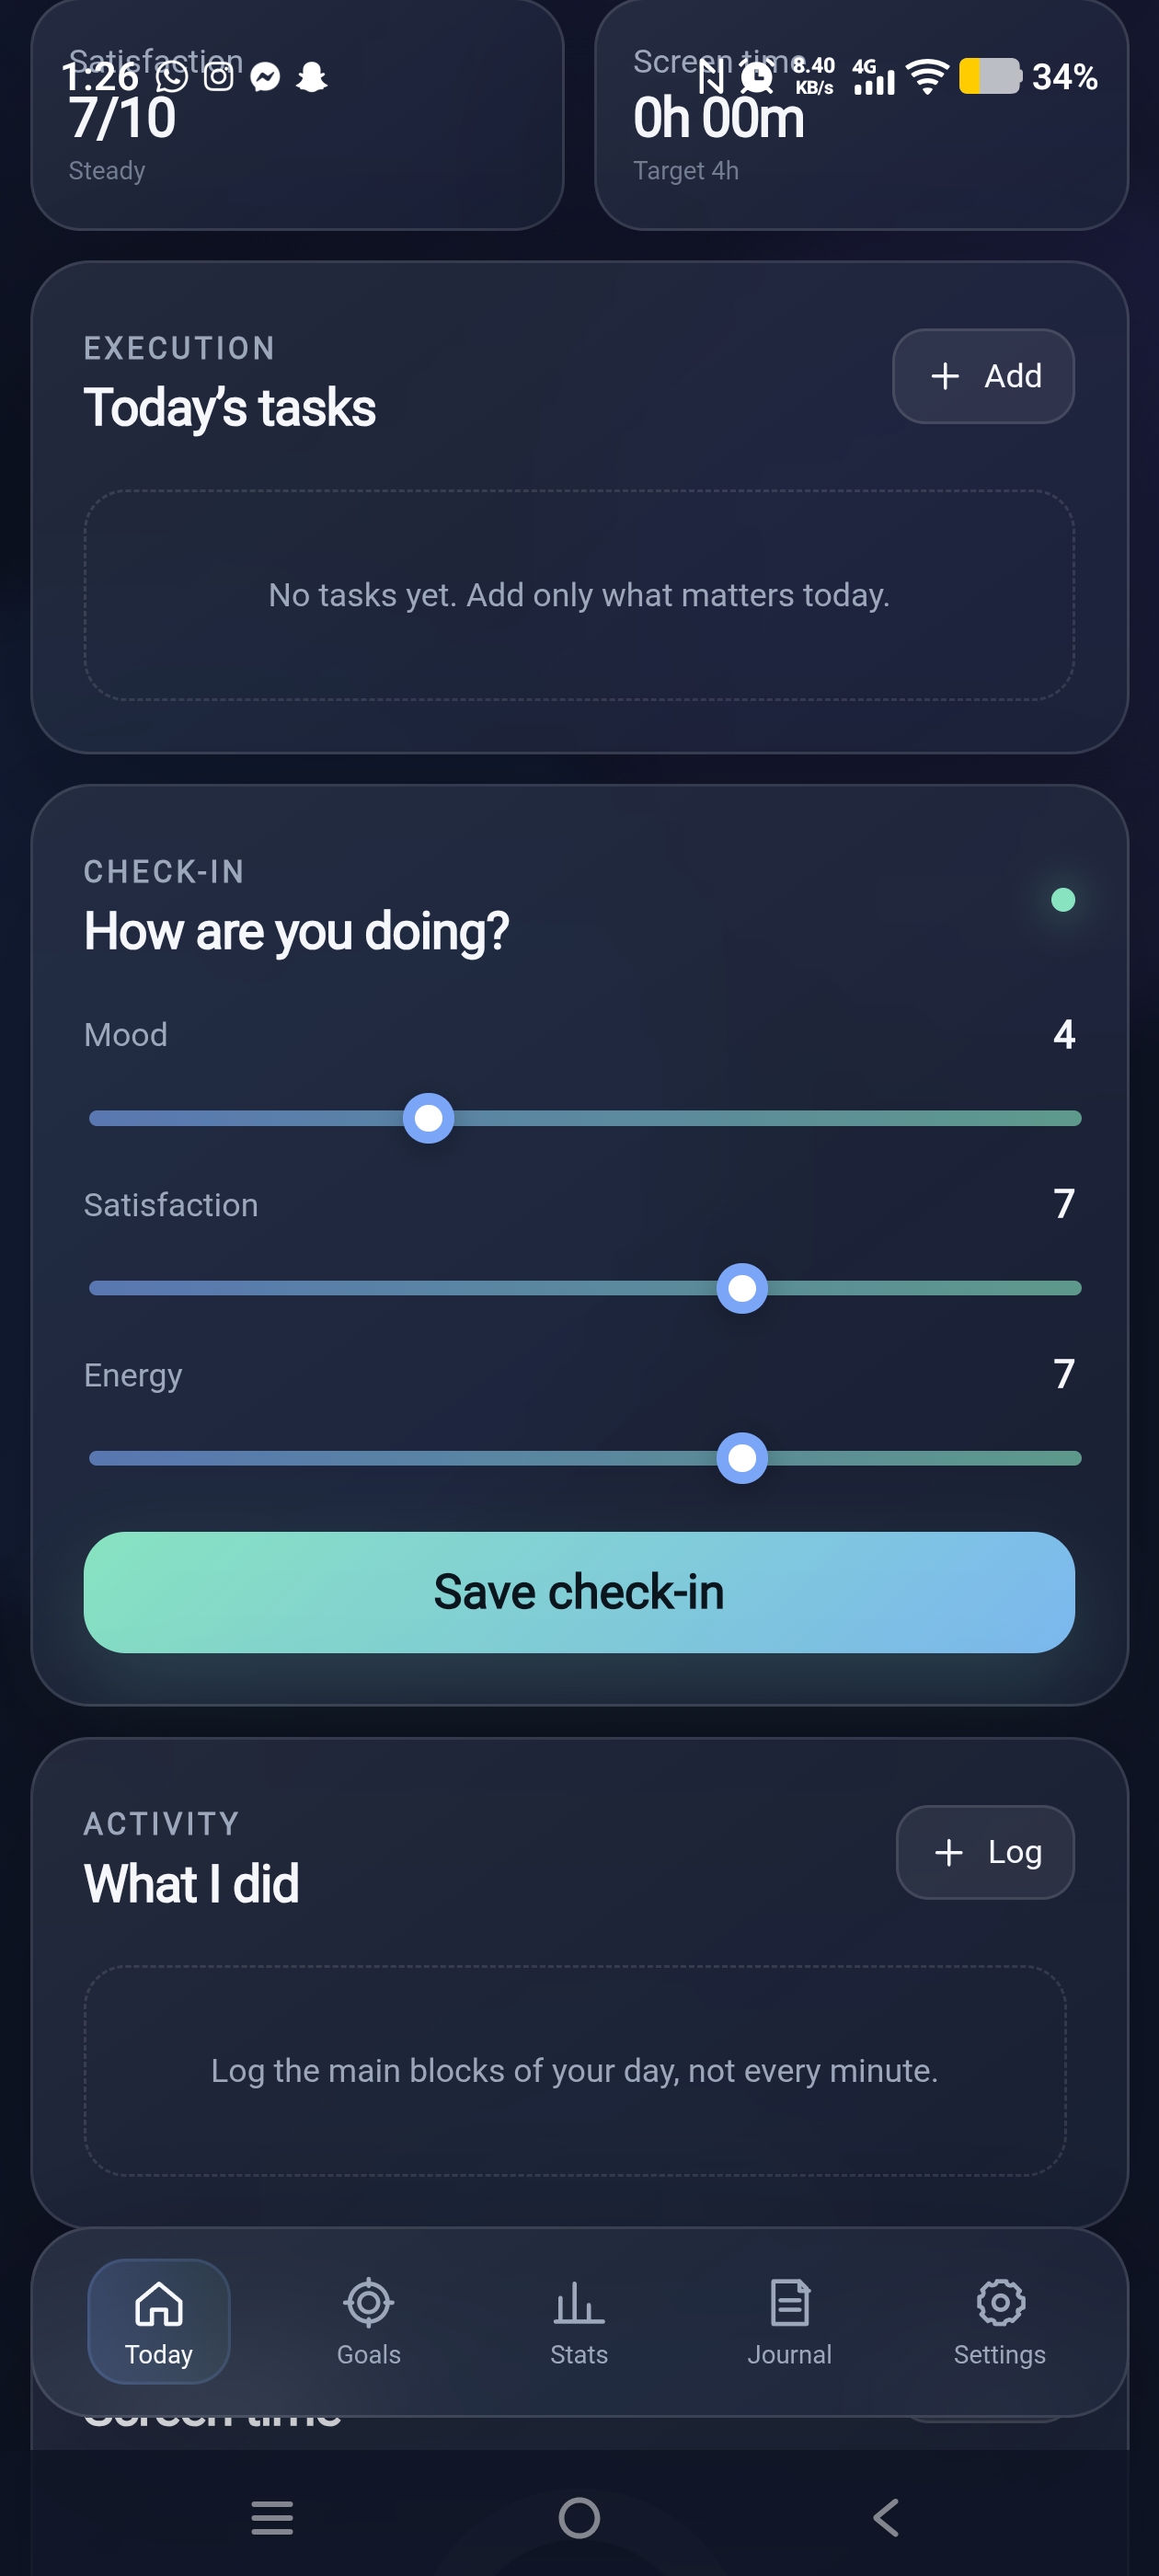 Satisfaction
Screen time
1:26
8.40
KB/s
4G
34%
7/10
0h 00m
Steady
Target 4h
EXECUTION
Today’s tasks
Add
No tasks yet. Add only what matters today.
CHECK-IN
How are you doing?
Mood
4
Satisfaction
7
Energy
7
Save check-in
ACTIVITY
What I did
Log
Log the main blocks of your day, not every minute.
Today
Goals
Stats
Journal
Settings
Screen time